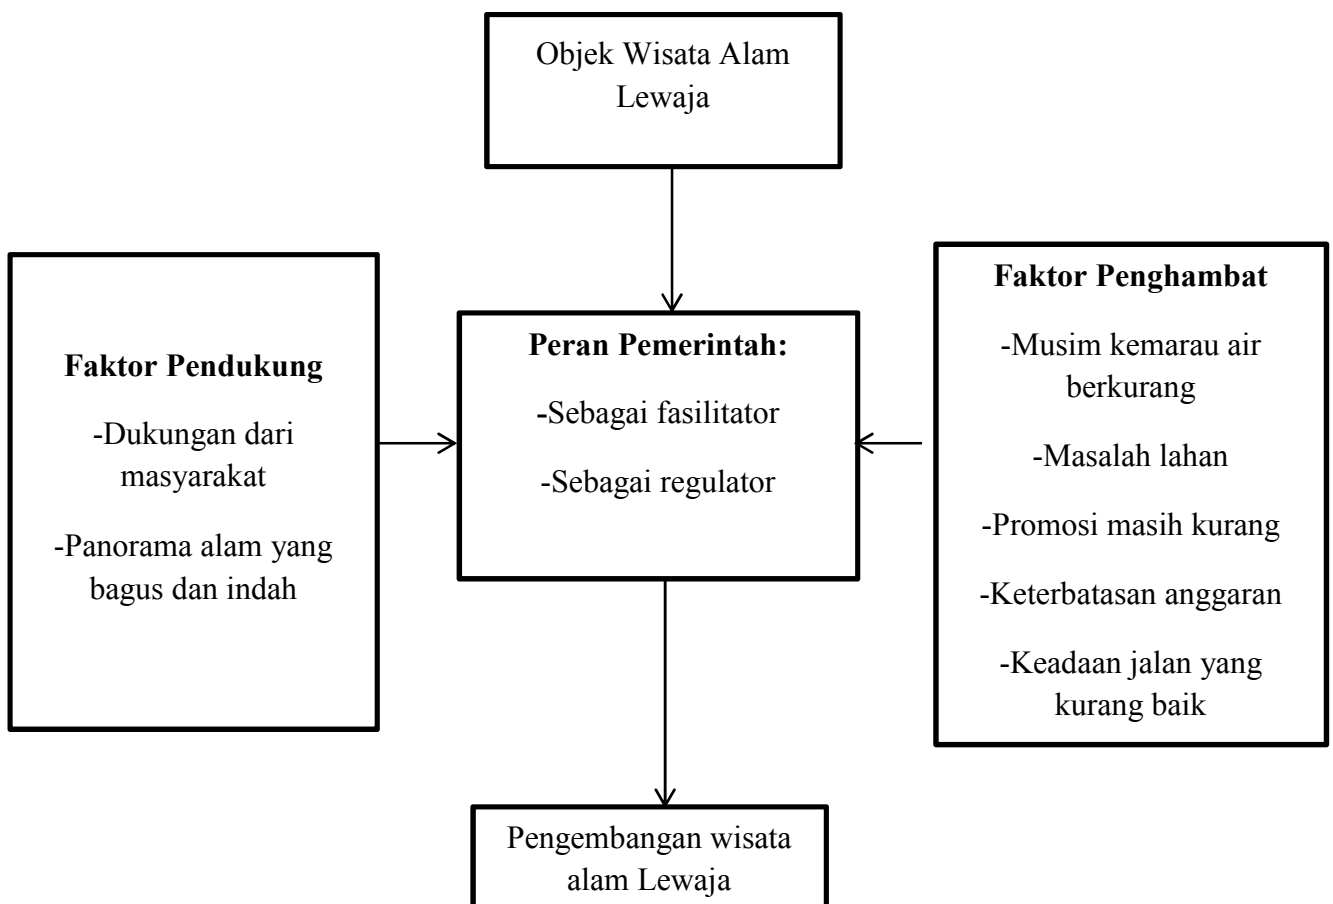 Objek Wisata Alam
Lewaja
Faktor Pendukung
-Dukungan dari
masyarakat
-Panorama alam yang
bagus dan indah
Peran Pemerintah:
-Sebagai fasilitator
-Sebagai regulator
Faktor Penghambat
-Musim kemarau air
berkurang
-Masalah lahan
-Promosi masih kurang
-Keterbatasan anggaran
-Keadaan jalan yang
kurang baik
Pengembangan wisata
alam Lewaja